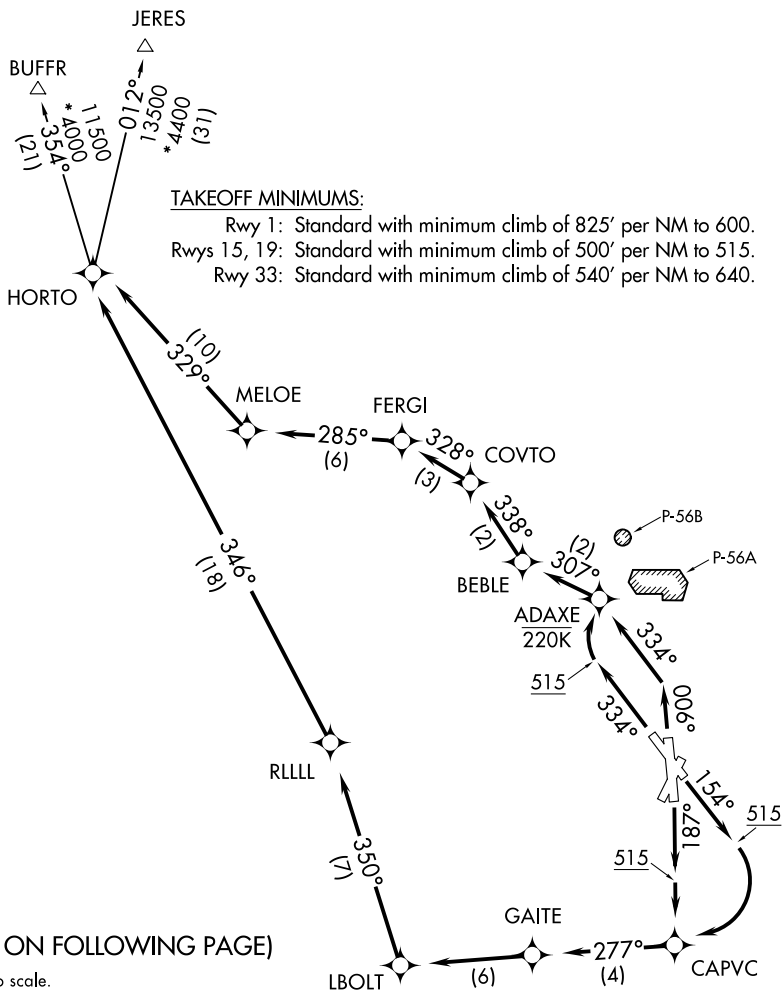 JERES
BUFFR
012°
13500
*4400
(31)
11500
*4000
354°
(21)
TAKEOFF MINIMUMS:
Rwy 1: Standard with minimum climb of 825' per NM to 600.
Rwys 15, 19: Standard with minimum climb of 500' per NM to 515.
Rwy 33: Standard with minimum climb of 540' per NM to 640.
HORTO
(10)
329°
MELOE
FERGI
285°
(6)
328°
(3)
COVTO
338°
(2)
P-56B
(2)
307°
P-56A
BEBLE
ADAXE
220K
346°
(18)
334°
515
334°
006°
RLLLL
154°
515
187°
515
350°
(7)
GAITE
ON FOLLOWING PAGE)
277°
(4)
CAPVC
(6)
LBOLT
o scale.